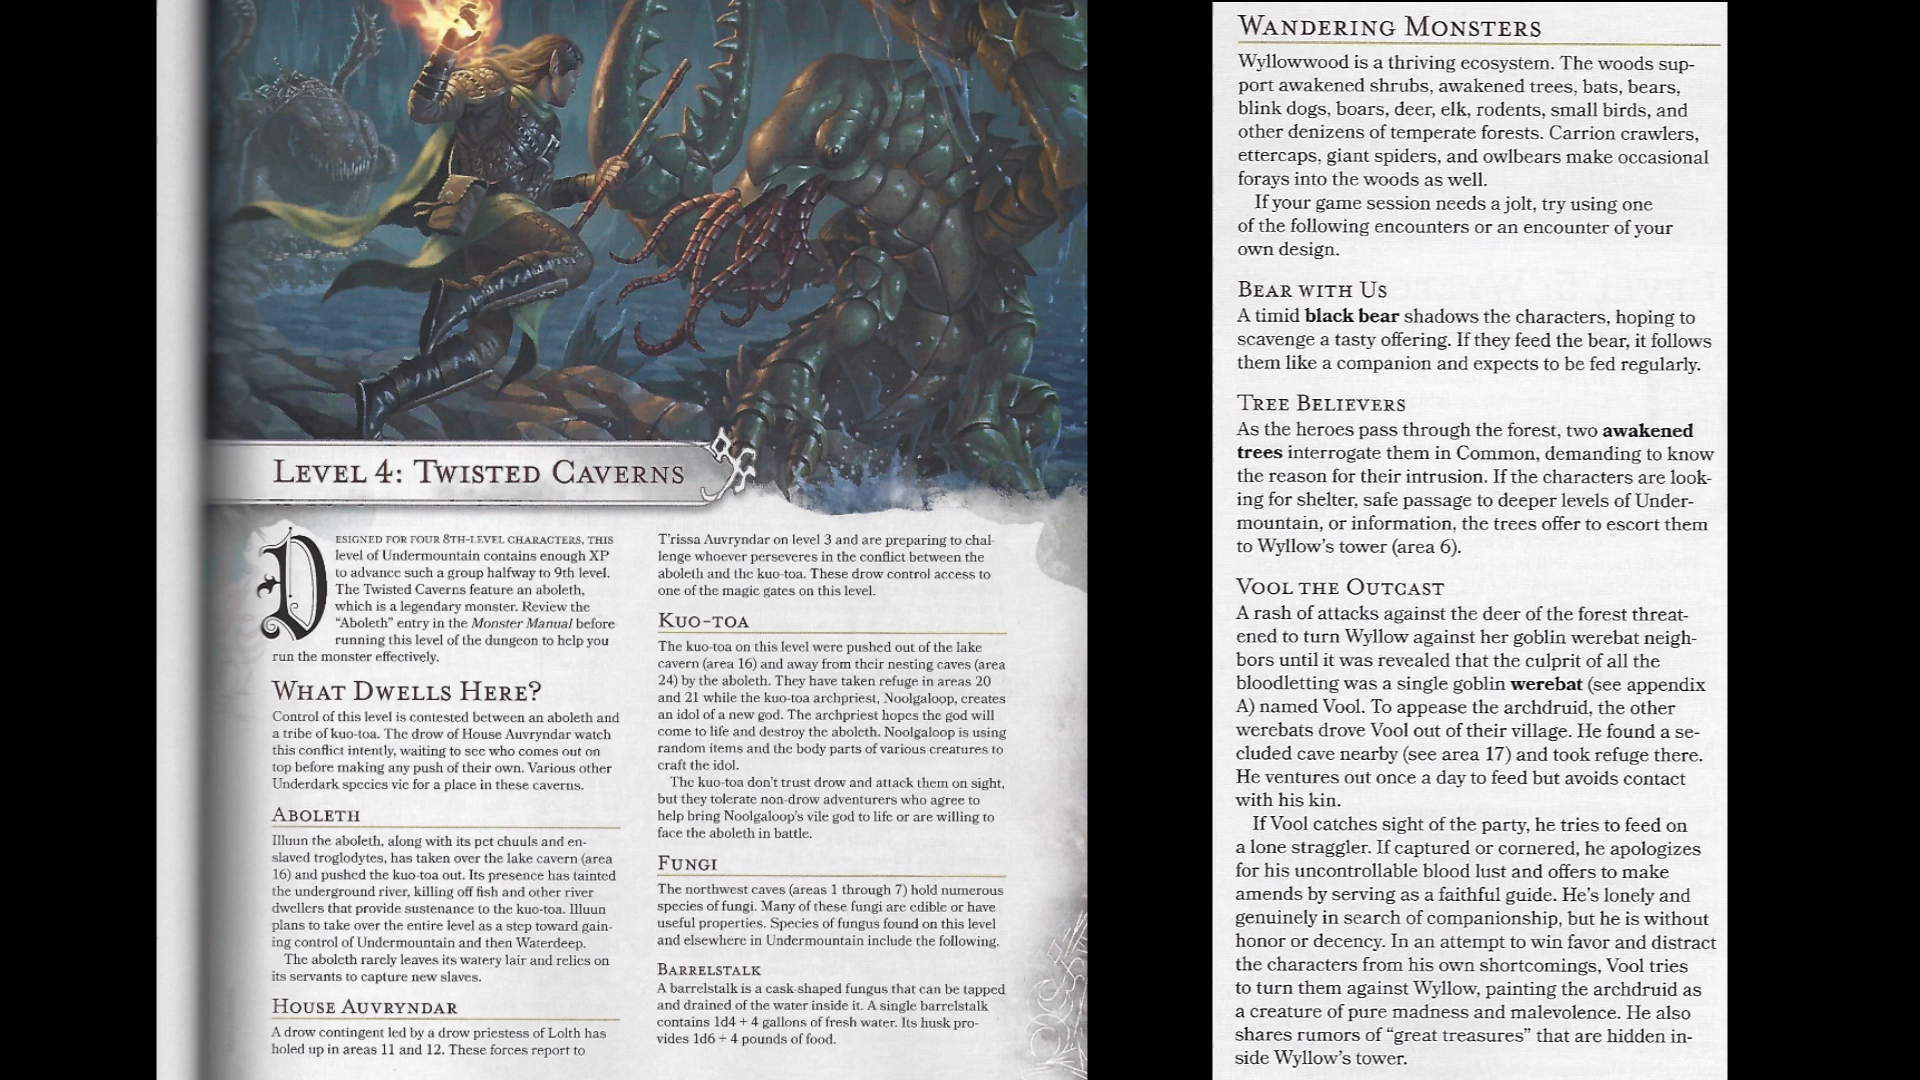 LEVEL 4: TWISTED CAVERNS
DESIGNED FOR FOUR 8TH-LEVEL CHARACTERS, THIS
level of Undermountain contains enough XP
to advance such a group halfway to 9th level.
The Twisted Caverns feature an aboleth,
which is a legendary monster. Review the
"Aboleth" entry in the Monster Manual before
running this level of the dungeon to help you
run the monster effectively.
WHAT DWELLS HERE?
Control of this level is contested between an aboleth and
a tribe of kuo-toa. The drow of House Auvryndar watch
this conflict intently, waiting to see who comes out on
top before making any push of their own. Various other
Underdark species vie for a place in these caverns.
ABOLETH
Illuun the aboleth, along with its pet chuuls and en-
slaved troglodytes, has taken over the lake cavern (area
16) and pushed the kuo-toa out. Its presence has tainted
the underground river, killing off fish and other river
dwellers that provide sustenance to the kuo-toa. Illuun
plans to take over the entire level as a step toward gain-
ing control of Undermountain and then Waterdeep.
The aboleth rarely leaves its watery lair and relies on
its servants to capture new slaves.
HOUSE AUVRYNDAR
A drow contingent led by a drow priestess of Lolth has
holed up in areas 11 and 12. These forces report to
T'rissa Auvryndar on level 3 and are preparing to chal-
lenge whoever perseveres in the conflict between the
aboleth and the kuo-toa. These drow control access to
one of the magic gates on this level.
KUO-TOA
The kuo-toa on this level were pushed out of the lake
cavern (area 16) and away from their nesting caves (area
24) by the aboleth. They have taken refuge in areas 20
and 21 while the kuo-toa archpriest, Noolgaloop, creates
an idol of a new god. The archpriest hopes the god will
come to life and destroy the aboleth. Noolgaloop is using
random items and the body parts of various creatures to
craft the idol.
The kuo-toa don't trust drow and attack them on sight,
but they tolerate non-drow adventurers who agree to
help bring Noolgaloop's vile god to life or are willing to
face the aboleth in battle.
FUNGI
The northwest caves (areas 1 through 7) hold numerous
species of fungi. Many of these fungi are edible or have
useful properties. Species of fungus found on this level
and elsewhere in Undermountain include the following.
BARRELSTALK
A barrelstalk is a cask-shaped fungus that can be tapped
and drained of the water inside it. A single barrelstalk
contains 1d4 + 4 gallons of fresh water. Its husk pro-
vides 1d6 + 4 pounds of food.
WANDERING MONSTERS
Wyllowwood is a thriving ecosystem. The woods sup-
port awakened shrubs, awakened trees, bats, bears,
blink dogs, boars, deer, elk, rodents, small birds, and
other denizens of temperate forests. Carrion crawlers,
ettercaps, giant spiders, and owlbears make occasional
forays into the woods as well.
If your game session needs a jolt, try using one
of the following encounters or an encounter of your
own design.
BEAR WITH US
A timid black bear shadows the characters, hoping to
scavenge a tasty offering. If they feed the bear, it follows
them like a companion and expects to be fed regularly.
TREE BELIEVERS
As the heroes pass through the forest, two awakened
trees interrogate them in Common, demanding to know
the reason for their intrusion. If the characters are look-
ing for shelter, safe passage to deeper levels of Under-
mountain, or information, the trees offer to escort them
to Wyllow's tower (area 6).
VOOL THE OUTCAST
A rash of attacks against the deer of the forest threat-
ened to turn Wyllow against her goblin werebat neigh-
bors until it was revealed that the culprit of all the
bloodletting was a single goblin werebat (see appendix
A) named Vool. To appease the archdruid, the other
werebats drove Vool out of their village. He found a se-
cluded cave nearby (see area 17) and took refuge there.
He ventures out once a day to feed but avoids contact
with his kin.
If Vool catches sight of the party, he tries to feed on
a lone straggler. If captured or cornered, he apologizes
for his uncontrollable blood lust and offers to make
amends by serving as a faithful guide. He's lonely and
genuinely in search of companionship, but he is without
honor or decency. In an attempt to win favor and distract
the characters from his own shortcomings, Vool tries
to turn them against Wyllow, painting the archdruid as
a creature of pure madness and malevolence. He also
shares rumors of "great treasures" that are hidden in-
side Wyllow's tower.